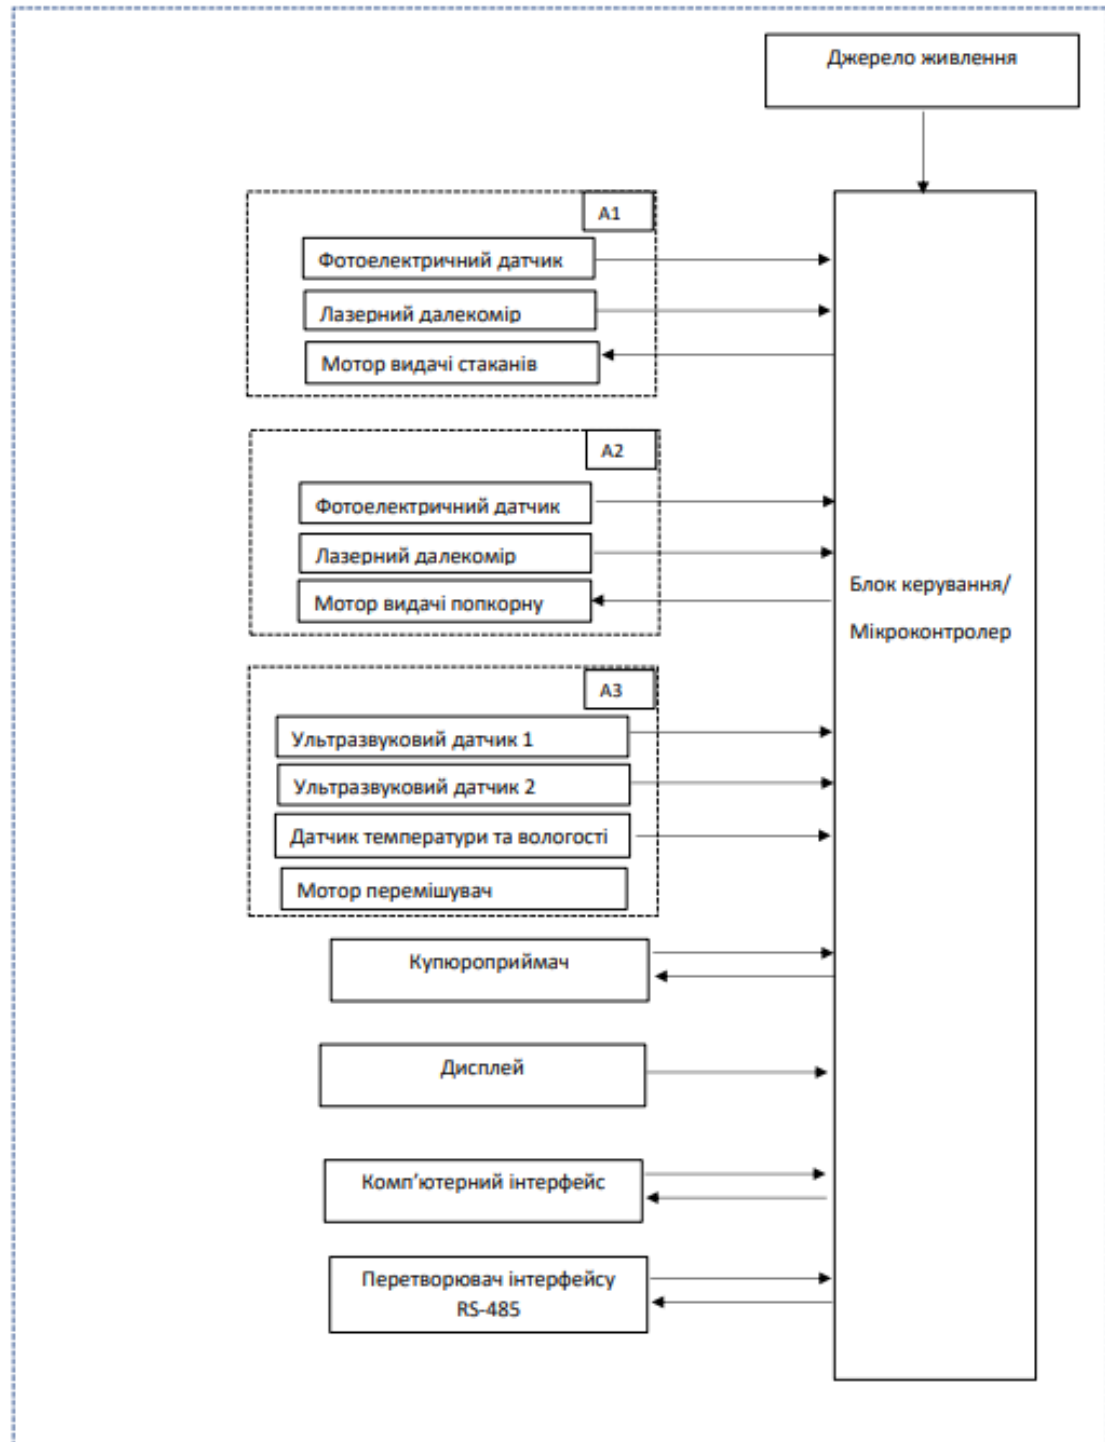 Джерело живлення
А1
Фотоелектричний датчик
Лазерний далекомір
Мотор видачі стаканів
А2
Фотоелектричний датчик
Лазерний далекомір
Мотор видачі попкорну
Блок керування/
Мікроконтролер
А3
Ультразвуковий датчик 1
Ультразвуковий датчик 2
Датчик температури та вологості
Мотор перемішувач
Купюроприймач
Дисплей
Комп’ютерний інтерфейс
Перетворювач інтерфейсу
RS-485